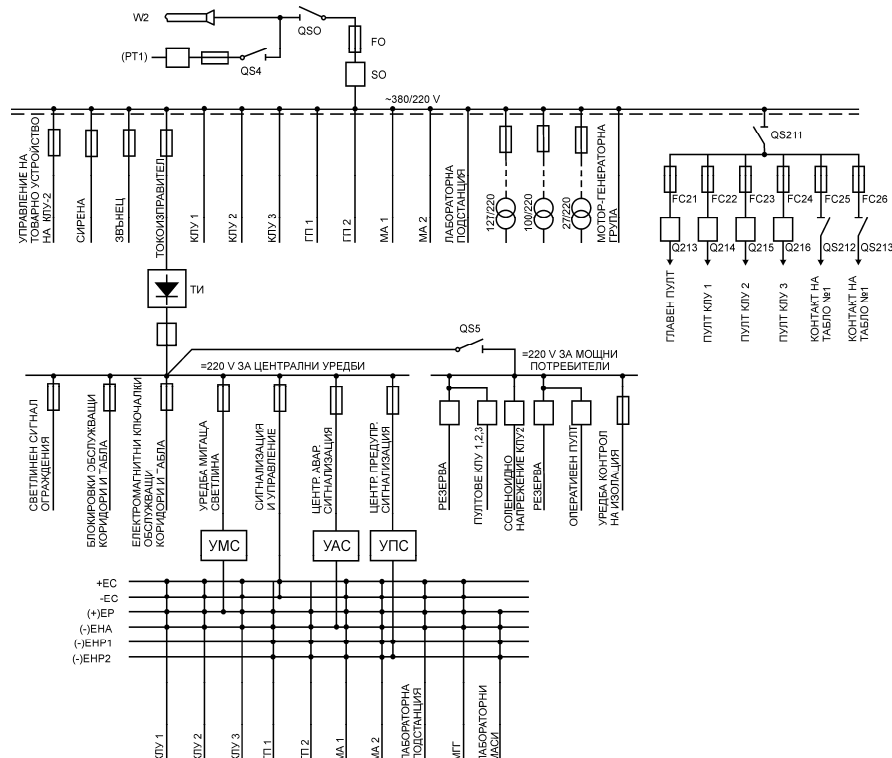 W2
QSO
FO
(PT1)
QS4
SO
~380/220 V
УПРАВЛЕНИЕ НА
ТОВАРНО УСТРОЙСТВО
НА КЛУ-2
СИРЕНА
ЗВЪНЕЦ
ТОКОИЗПРАВИТЕЛ
КЛУ 1
КЛУ 2
КЛУ 3
ГП 1
ГП 2
МА 1
МА 2
ЛАБОРАТОРНА
ПОДСТАНЦИЯ
127/220
100/220
27/220
МОТОР-ГЕНЕРАТОРНА
ГРУПА
QS211
FC21
FC22
FC23
FC24
FC25
FC26
Q213
Q214
Q215
Q216
QS212
QS213
ГЛАВЕН ПУЛТ
ПУЛТ КЛУ 1
ПУЛТ КЛУ 2
ПУЛТ КЛУ 3
КОНТАКТ НА
ТАБЛО №1
КОНТАКТ НА
ТАБЛО №1
ТИ
QS5
=220 V ЗА ЦЕНТРАЛНИ УРЕДБИ
=220 V ЗА МОЩНИ
ПОТРЕБИТЕЛИ
СВЕТЛИНЕН СИГНАЛ
ОГРАЖДЕНИЯ
БЛОКИРОВКИ ОБСЛУЖВАЩИ
КОРИДОРИ И ТАБЛА
ЕЛЕКТРОМАГНИТНИ КЛЮЧАЛКИ
ОБСЛУЖВАЩИ
КОРИДОРИ И ТАБЛА
УРЕДБА МИГАЩА
СВЕТЛИНА
СИГНАЛИЗАЦИЯ
И УПРАВЛЕНИЕ
ЦЕНТР. АВАР.
СИГНАЛИЗАЦИЯ
ЦЕНТР. ПРЕДУПР.
СИГНАЛИЗАЦИЯ
РЕЗЕРВА
ПУЛТОВЕ КЛУ 1,2,3
СОЛЕНОИДНО
НАПРЕЖЕНИЕ КЛУ2
РЕЗЕРВА
ОПЕРАТИВЕН ПУЛТ
УРЕДБА КОНТРОЛ
НА ИЗОЛАЦИЯ
УМС
УАС
УПС
+EC
-EC
(+)EP
(-)EHA
(-)EHP1
(-)EHP2
КЛУ 1
КЛУ 2
КЛУ 3
ГП 1
ГП 2
МА 1
МА 2
ЛАБОРАТОРНА
ПОДСТАНЦИЯ
МГГ
ЛАБОРАТОРНИ
МАСИ